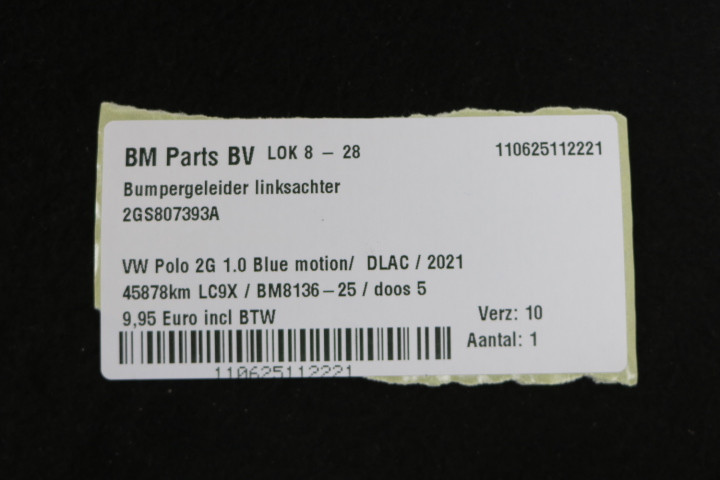 BM Parts BV LOK 8 – 28 110625112221
Bumpergeleider linksachter
2GS807393A
VW Polo 2G 1.0 Blue motion/ DLAC / 2021
45878km LC9X / BM8136–25 / doos 5
9,95 Euro incl BTW Verz: 10
Aantal: 1
110625112221